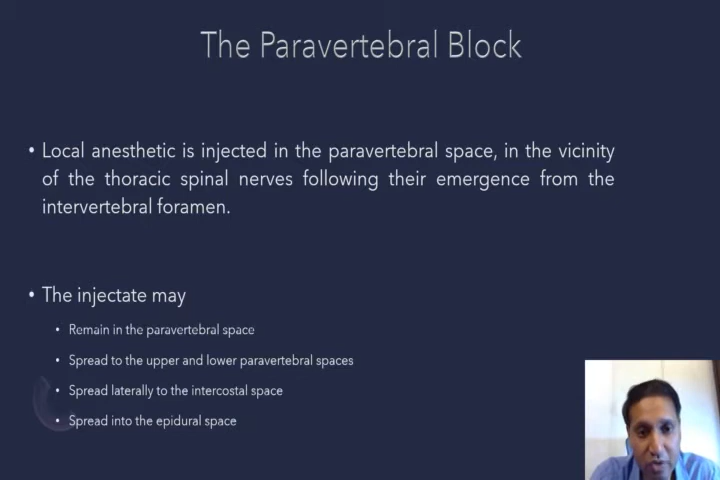 The Paravertebral Block
• Local anesthetic is injected in the paravertebral space, in the vicinity
of the thoracic spinal nerves following their emergence from the
intervertebral foramen.
• The injectate may
• Remain in the paravertebral space
• Spread to the upper and lower paravertebral spaces
• Spread laterally to the intercostal space
• Spread into the epidural space